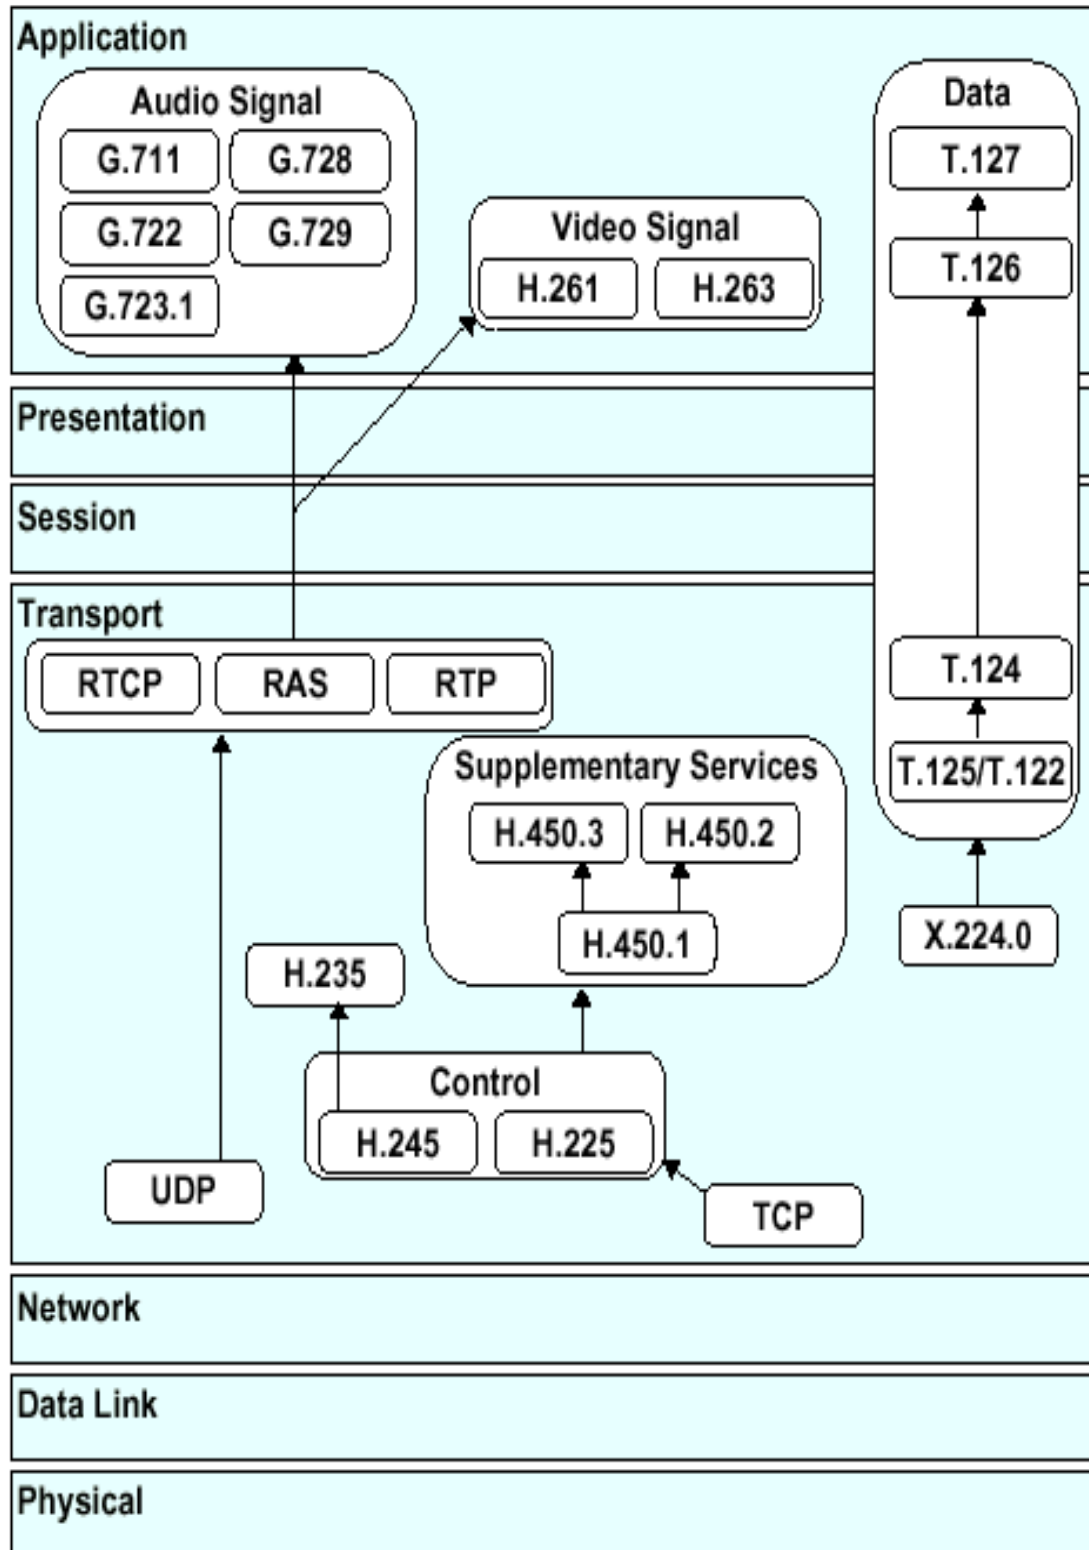 Application
Audio Signal
G.711
G.728
G.722
G.729
G.723.1
Video Signal
H.261
H.263
Data
T.127
T.126
Presentation
Session
Transport
RTCP
RAS
RTP
T.124
T.125/T.122
Supplementary Services
H.450.3
H.450.2
H.450.1
X.224.0
H.235
Control
H.245
H.225
UDP
TCP
Network
Data Link
Physical